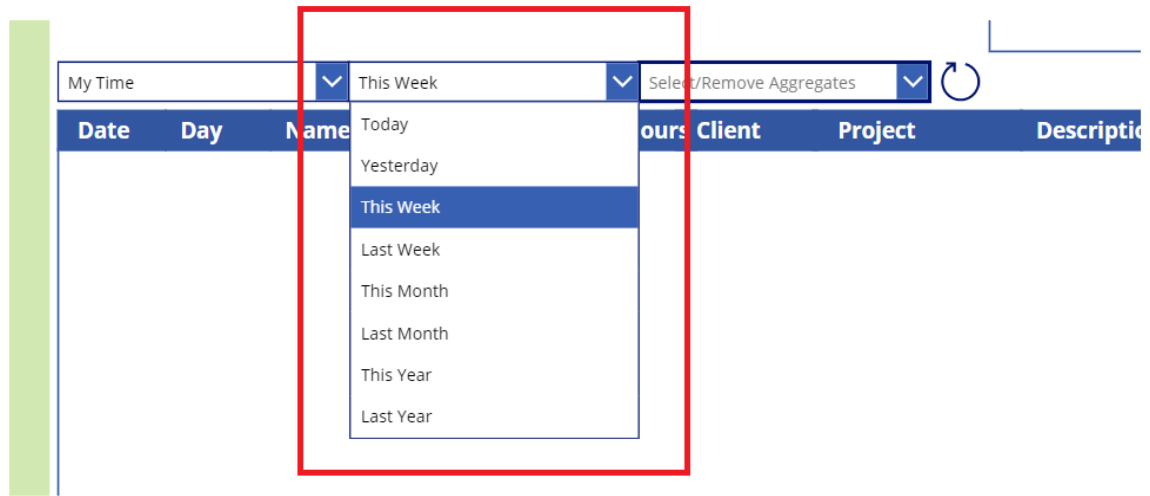 My Time This Week Select/Remove Aggregates
Date Day Name ours Client Project Descriptio
Today
Yesterday
This Week
Last Week
This Month
Last Month
This Year
Last Year